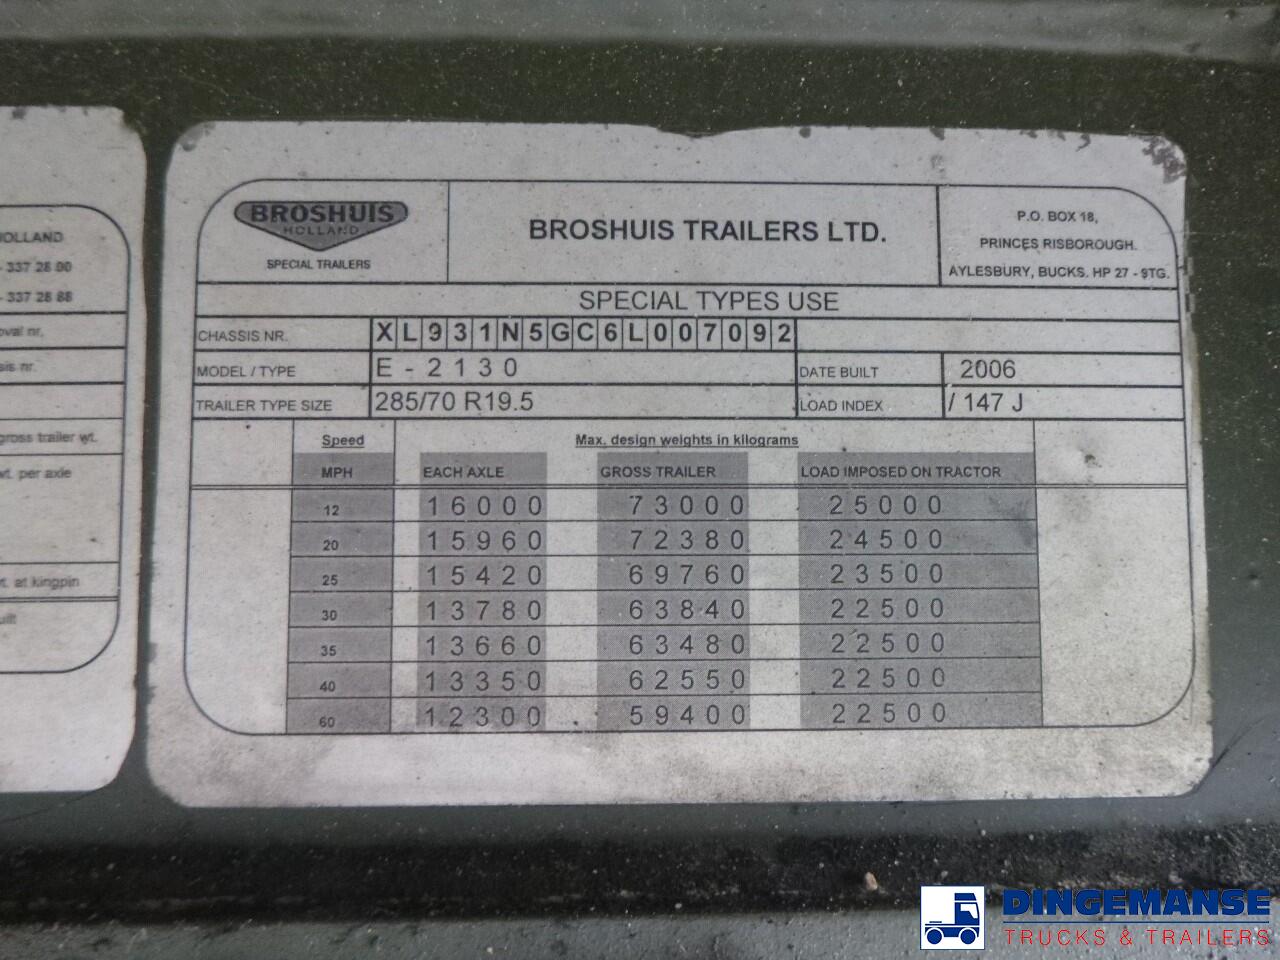 HOLLAND
- 337 28 00
- 337 28 88
oval nr.
sis nr.
gross trailer wt.
wt. per axle
wt. at kingpin
uilt
BROSHUIS
HOLLAND
SPECIAL TRAILERS
BROSHUIS TRAILERS LTD.
P.O. BOX 18,
PRINCES RISBOROUGH.
AYLESBURY, BUCKS. HP 27 - 9TG.
SPECIAL TYPES USE
CHASSIS NR. XL931N5GC6L007092
MODEL / TYPE E - 2130 DATE BUILT 2006
TRAILER TYPE SIZE 285/70 R19.5 LOAD INDEX / 147 J
Speed Max. design weights in kilograms
MPH EACH AXLE GROSS TRAILER LOAD IMPOSED ON TRACTOR
12 16000 73000 25000
20 15960 72380 24500
25 15420 69760 23500
30 13780 63840 22500
35 13660 63480 22500
40 13350 62550 22500
60 12300 59400 22500
DINGEMANSE
TRUCKS & TRAILERS